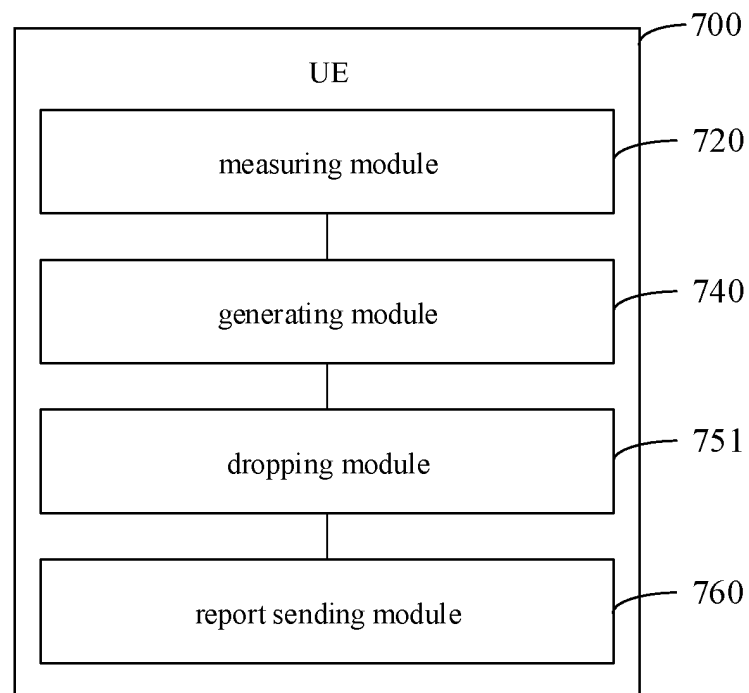 700
UE
measuring module
720
generating module
740
dropping module
751
report sending module
760